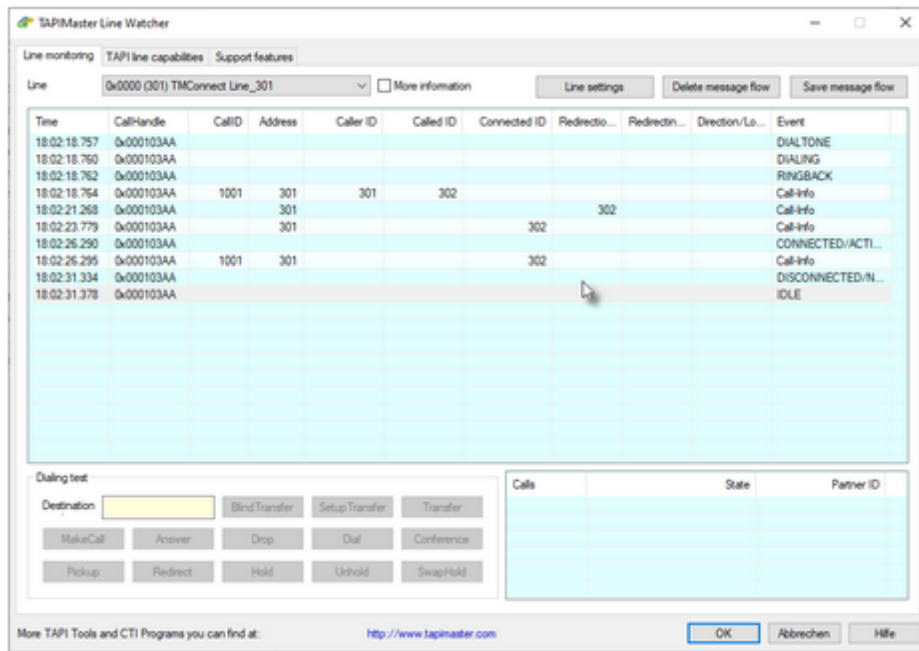 TAPIMaster Line Watcher
Line monitoring TAPI line capabilities Support features
Line 0x0000 (301) TMConnect Line_301 More information Line settings Delete message flow Save message flow
Time CallHandle CallID Address Caller ID Called ID Connected ID Redirectio... Redirectin... Direction/Lo... Event
18:02:18.757 0x000103AA DIALTONE
18:02:18.760 0x000103AA DIALING
18:02:18.762 0x000103AA RINGBACK
18:02:18.764 0x000103AA 1001 301 301 302 Call-Info
18:02:21.268 0x000103AA 301 302 Call-Info
18:02:23.779 0x000103AA 301 302 Call-Info
18:02:26.290 0x000103AA CONNECTED/ACTI...
18:02:26.295 0x000103AA 1001 301 302 Call-Info
18:02:31.334 0x000103AA DISCONNECTED/N...
18:02:31.378 0x000103AA IDLE
Dialing test
Destination BlindTransfer SetupTransfer Transfer
MakeCall Answer Drop Dial Conference
Pickup Redirect Hold Unhold SwapHold
Calls State Partner ID
More TAPI Tools and CTI Programs you can find at: http://www.tapimaster.com OK Abbrechen Hilfe